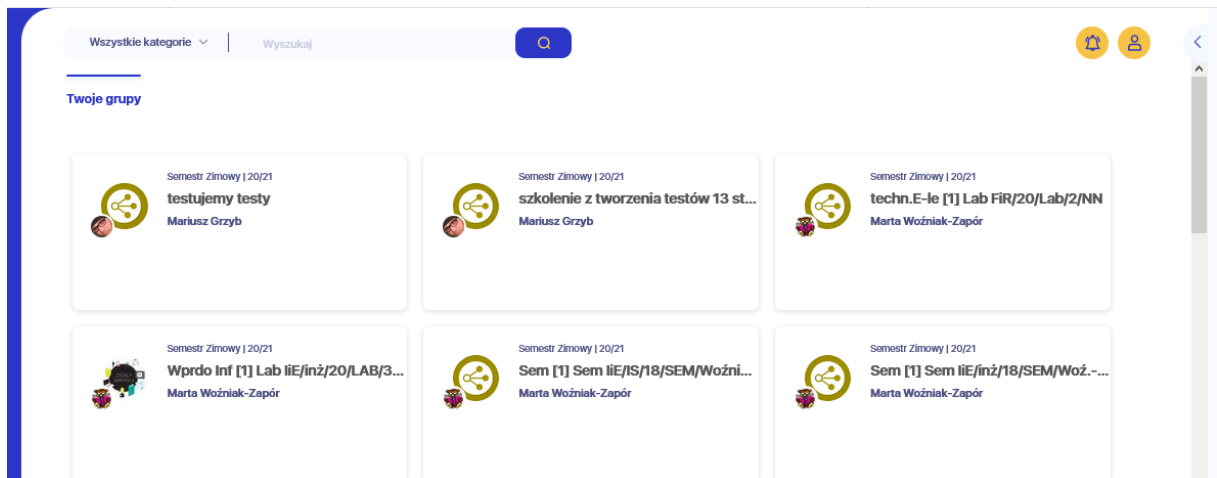 Wszystkie kategorie
Wyszukaj
Twoje grupy
Semestr Zimowy | 20/21
testujemy testy
Mariusz Grzyb
Semestr Zimowy | 20/21
szkolenie z tworzenia testów 13 st...
Mariusz Grzyb
Semestr Zimowy | 20/21
techn.E-le [1] Lab FiR/20/Lab/2/NN
Marta Woźniak-Zapór
Semestr Zimowy | 20/21
Wprdo Inf [1] Lab IiE/inż/20/LAB/3...
Marta Woźniak-Zapór
Semestr Zimowy | 20/21
Sem [1] Sem IiE/IS/18/SEM/Woźni...
Marta Woźniak-Zapór
Semestr Zimowy | 20/21
Sem [1] Sem IiE/inż/18/SEM/Woź.-...
Marta Woźniak-Zapór